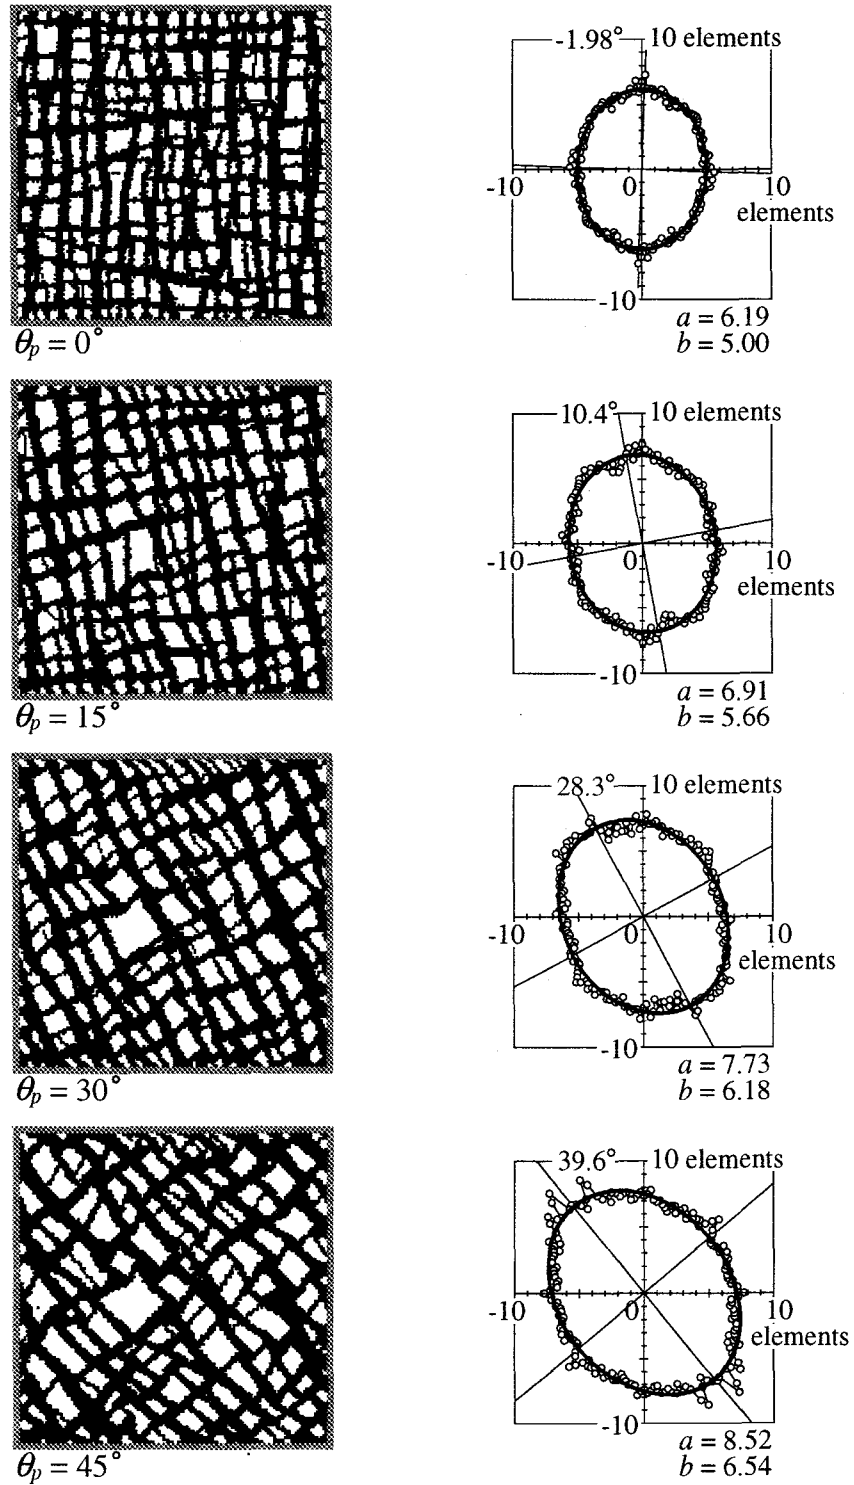 -1.98° 10 elements
-10 0 10
elements
-10
a = 6.19
b = 5.00
θp = 0°
10.4° 10 elements
-10 0 10
elements
-10
a = 6.91
b = 5.66
θp = 15°
28.3° 10 elements
-10 0 10
elements
-10
a = 7.73
b = 6.18
θp = 30°
39.6° 10 elements
-10 0 10
elements
-10
a = 8.52
b = 6.54
θp = 45°